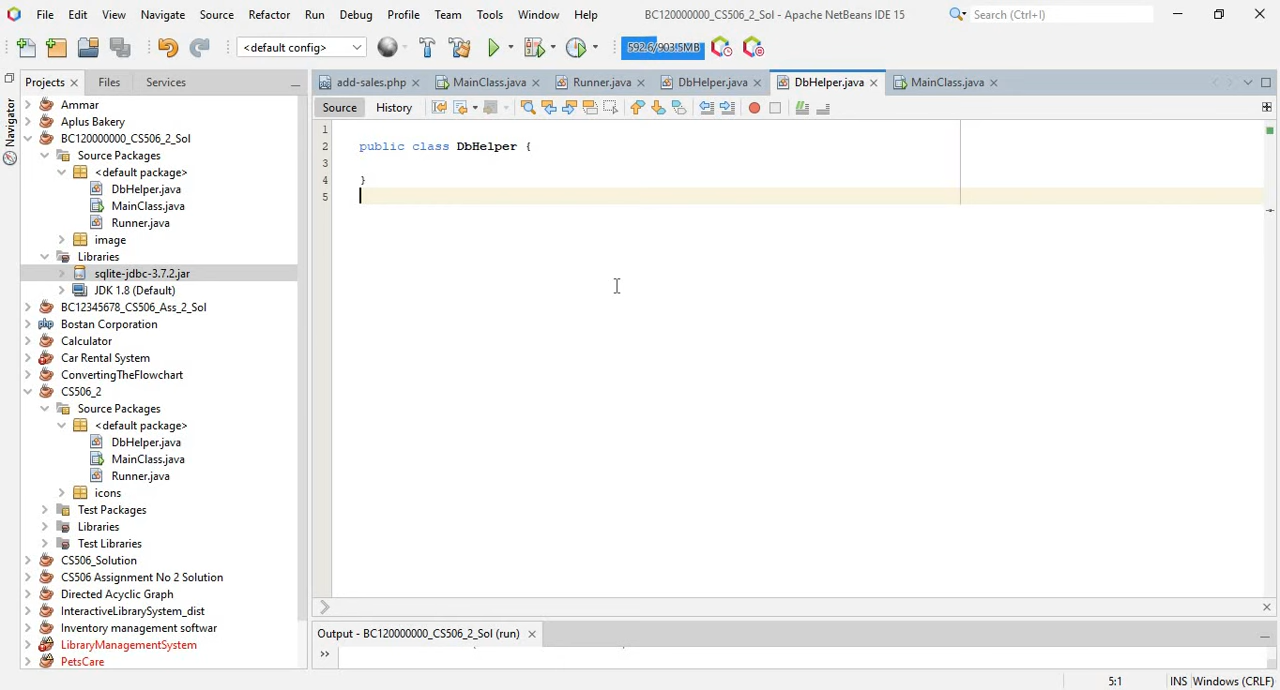 File Edit View Navigate Source Refactor Run Debug Profile Team Tools Window Help BC120000000_CS506_2_Sol - Apache NetBeans IDE 15 Search (Ctrl+I)
<default config> 592.6/903.5MB
Projects Files Services
add-sales.php MainClass.java Runner.java DbHelper.java DbHelper.java MainClass.java
Navigator
Source History
Ammar
Aplus Bakery
BC120000000_CS506_2_Sol
Source Packages
<default package>
DbHelper.java
MainClass.java
Runner.java
image
Libraries
sqlite-jdbc-3.7.2.jar
JDK 1.8 (Default)
BC12345678_CS506_Ass_2_Sol
php Bostan Corporation
Calculator
Car Rental System
ConvertingTheFlowchart
CS506_2
Source Packages
<default package>
DbHelper.java
MainClass.java
Runner.java
icons
Test Packages
Libraries
Test Libraries
CS506_Solution
CS506 Assignment No 2 Solution
Directed Acyclic Graph
InteractiveLibrarySystem_dist
Inventory management softwar
LibraryManagementSystem
PetsCare
1
2 public class DbHelper {
3
4 }
5
Output - BC120000000_CS506_2_Sol (run)
5:1 INS Windows (CRLF)